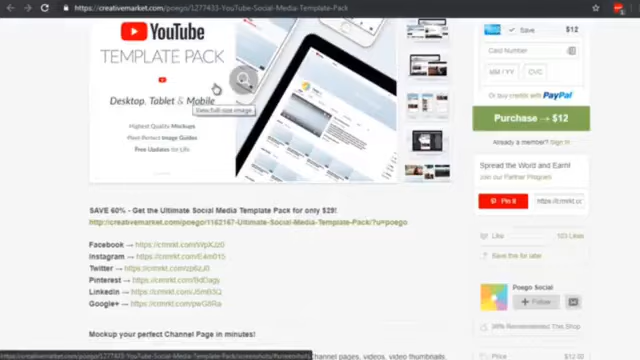 https://creativemarket.com/poego/1277433-YouTube-Social-Media-Template-Pack
YouTube
TEMPLATE PACK
Desktop, Tablet & Mobile
View full size image
Highest Quality Mockups
Pixel Perfect Image Guides
Free Updates for Life
SAVE 60% - Get the Ultimate Social Media Template Pack for only $29!
http://creativemarket.com/poego/1162167-Ultimate-Social-Media-Template-Pack/?u=poego
Facebook →
Instagram →
Twitter →
Pinterest →
LinkedIn →
Google+ →
Mockup your perfect Channel Page in minutes!
channel pages, videos, video thumbnails,
Save $12
Card Number
MM / YY CVC
Or buy credits with PayPal
Purchase → $12
Already a member? Sign in
Spread the Word and Earn!
Join our Partner Program
Pin it
Like
Save this for later
Poego Social
+ Follow
Recommended This Shop
Price $12.00